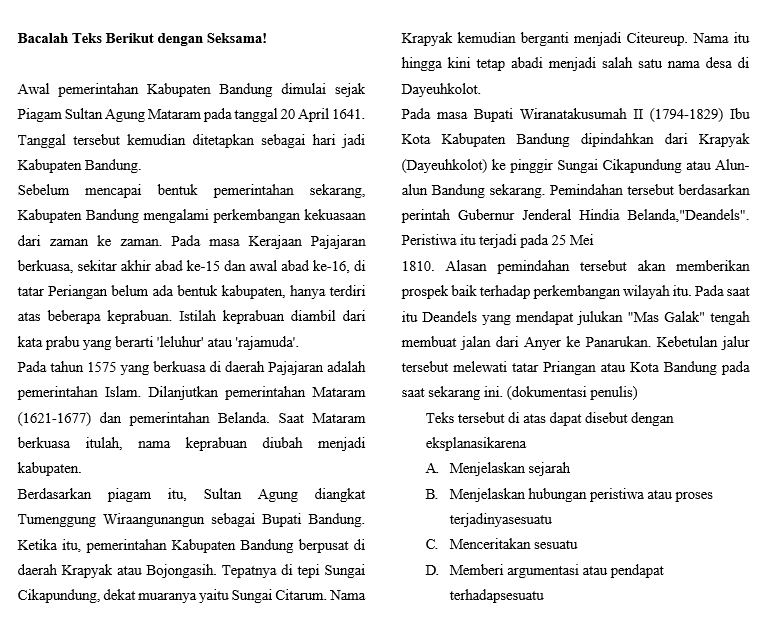 Bacalah Teks Berikut dengan Seksama!
Awal pemerintahan Kabupaten Bandung dimulai sejak
Piagam Sultan Agung Mataram pada tanggal 20 April 1641.
Tanggal tersebut kemudian ditetapkan sebagai hari jadi
Kabupaten Bandung.
Sebelum mencapai bentuk pemerintahan sekarang,
Kabupaten Bandung mengalami perkembangan kekuasaan
dari zaman ke zaman. Pada masa Kerajaan Pajajaran
berkuasa, sekitar akhir abad ke-15 dan awal abad ke-16, di
tatar Periangan belum ada bentuk kabupaten, hanya terdiri
atas beberapa keprabuan. Istilah keprabuan diambil dari
kata prabu yang berarti 'leluhur' atau 'rajamuda'.
Pada tahun 1575 yang berkuasa di daerah Pajajaran adalah
pemerintahan Islam. Dilanjutkan pemerintahan Mataram
(1621-1677) dan pemerintahan Belanda. Saat Mataram
berkuasa itulah, nama keprabuan diubah menjadi
kabupaten.
Berdasarkan piagam itu, Sultan Agung diangkat
Tumenggung Wiraangunangun sebagai Bupati Bandung.
Ketika itu, pemerintahan Kabupaten Bandung berpusat di
daerah Krapyak atau Bojongasih. Tepatnya di tepi Sungai
Cikapundung, dekat muaranya yaitu Sungai Citarum. Nama
Krapyak kemudian berganti menjadi Citeureup. Nama itu
hingga kini tetap abadi menjadi salah satu nama desa di
Dayeuhkolot.
Pada masa Bupati Wiranatakusumah II (1794-1829) Ibu
Kota Kabupaten Bandung dipindahkan dari Krapyak
(Dayeuhkolot) ke pinggir Sungai Cikapundung atau Alun-
alun Bandung sekarang. Pemindahan tersebut berdasarkan
perintah Gubernur Jenderal Hindia Belanda,"Deandels".
Peristiwa itu terjadi pada 25 Mei
1810. Alasan pemindahan tersebut akan memberikan
prospek baik terhadap perkembangan wilayah itu. Pada saat
itu Deandels yang mendapat julukan "Mas Galak" tengah
membuat jalan dari Anyer ke Panarukan. Kebetulan jalur
tersebut melewati tatar Priangan atau Kota Bandung pada
saat sekarang ini. (dokumentasi penulis)
Teks tersebut di atas dapat disebut dengan
eksplanasikarena
A. Menjelaskan sejarah
B. Menjelaskan hubungan peristiwa atau proses
terjadinyasesuatu
C. Menceritakan sesuatu
D. Memberi argumentasi atau pendapat
terhadapsesuatu